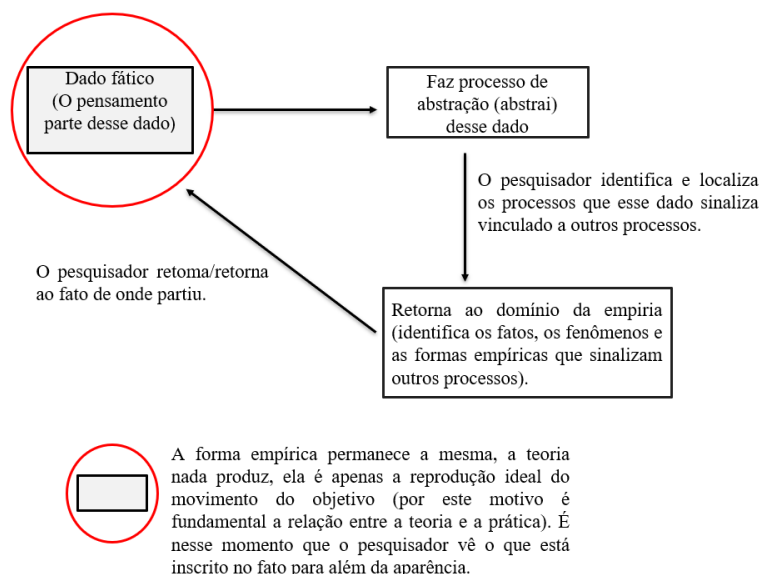 Dado fático
(O pensamento
parte desse dado)
Faz processo de
abstração (abstrai)
desse dado
O pesquisador identifica e localiza
os processos que esse dado sinaliza
vinculado a outros processos.
O pesquisador retoma/retorna
ao fato de onde partiu.
Retorna ao domínio da empiria
(identifica os fatos, os fenômenos e
as formas empíricas que sinalizam
outros processos).
A forma empírica permanece a mesma, a teoria
nada produz, ela é apenas a reprodução ideal do
movimento do objetivo (por este motivo é
fundamental a relação entre a teoria e a prática). É
nesse momento que o pesquisador vê o que está
inscrito no fato para além da aparência.